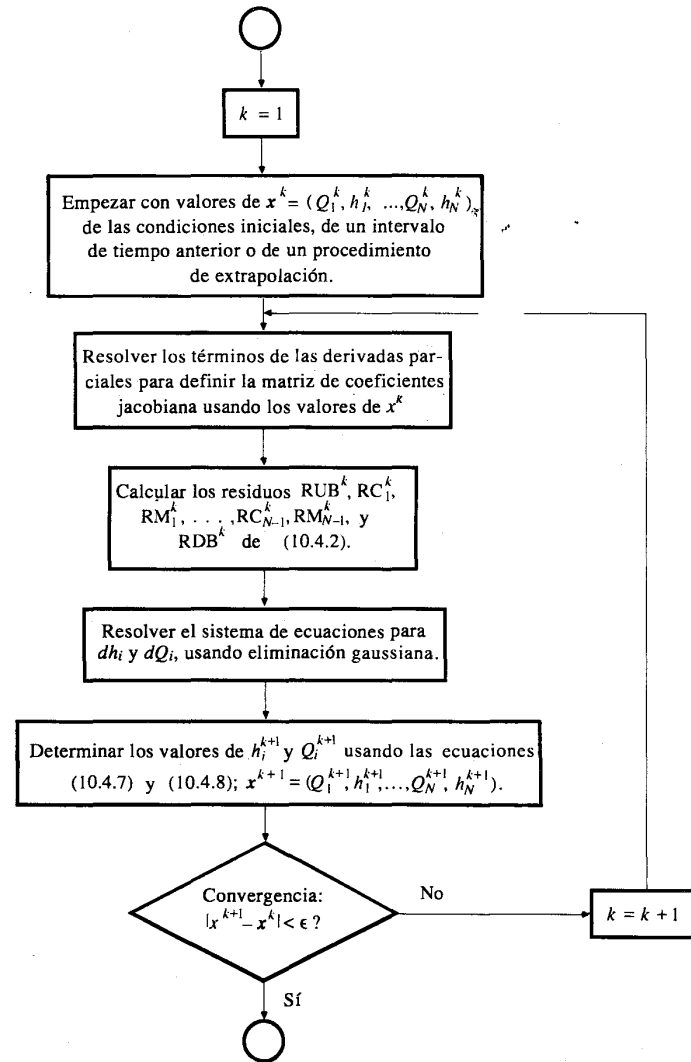 k = 1
Empezar con valores de x^k = (Q_1^k, h_1^k, ...,Q_N^k, h_N^k),
de las condiciones iniciales, de un intervalo
de tiempo anterior o de un procedimiento
de extrapolación.
Resolver los términos de las derivadas par-
ciales para definir la matriz de coeficientes
jacobiana usando los valores de x^k
Calcular los residuos RUB^k, RC_1^k,
RM_1^k, . . . ,RC_{N-1}^k, RM_{N-1}^k, y
RDB^k de (10.4.2).
Resolver el sistema de ecuaciones para
dh_i y dQ_i, usando eliminación gaussiana.
Determinar los valores de h_i^{k+1} y Q_i^{k+1} usando las ecuaciones
(10.4.7) y (10.4.8); x^{k+1} = (Q_1^{k+1}, h_1^{k+1},...,Q_N^{k+1}, h_N^{k+1}).
Convergencia:
|x^{k+1} - x^k| < ϵ ?
No
k = k + 1
Sí